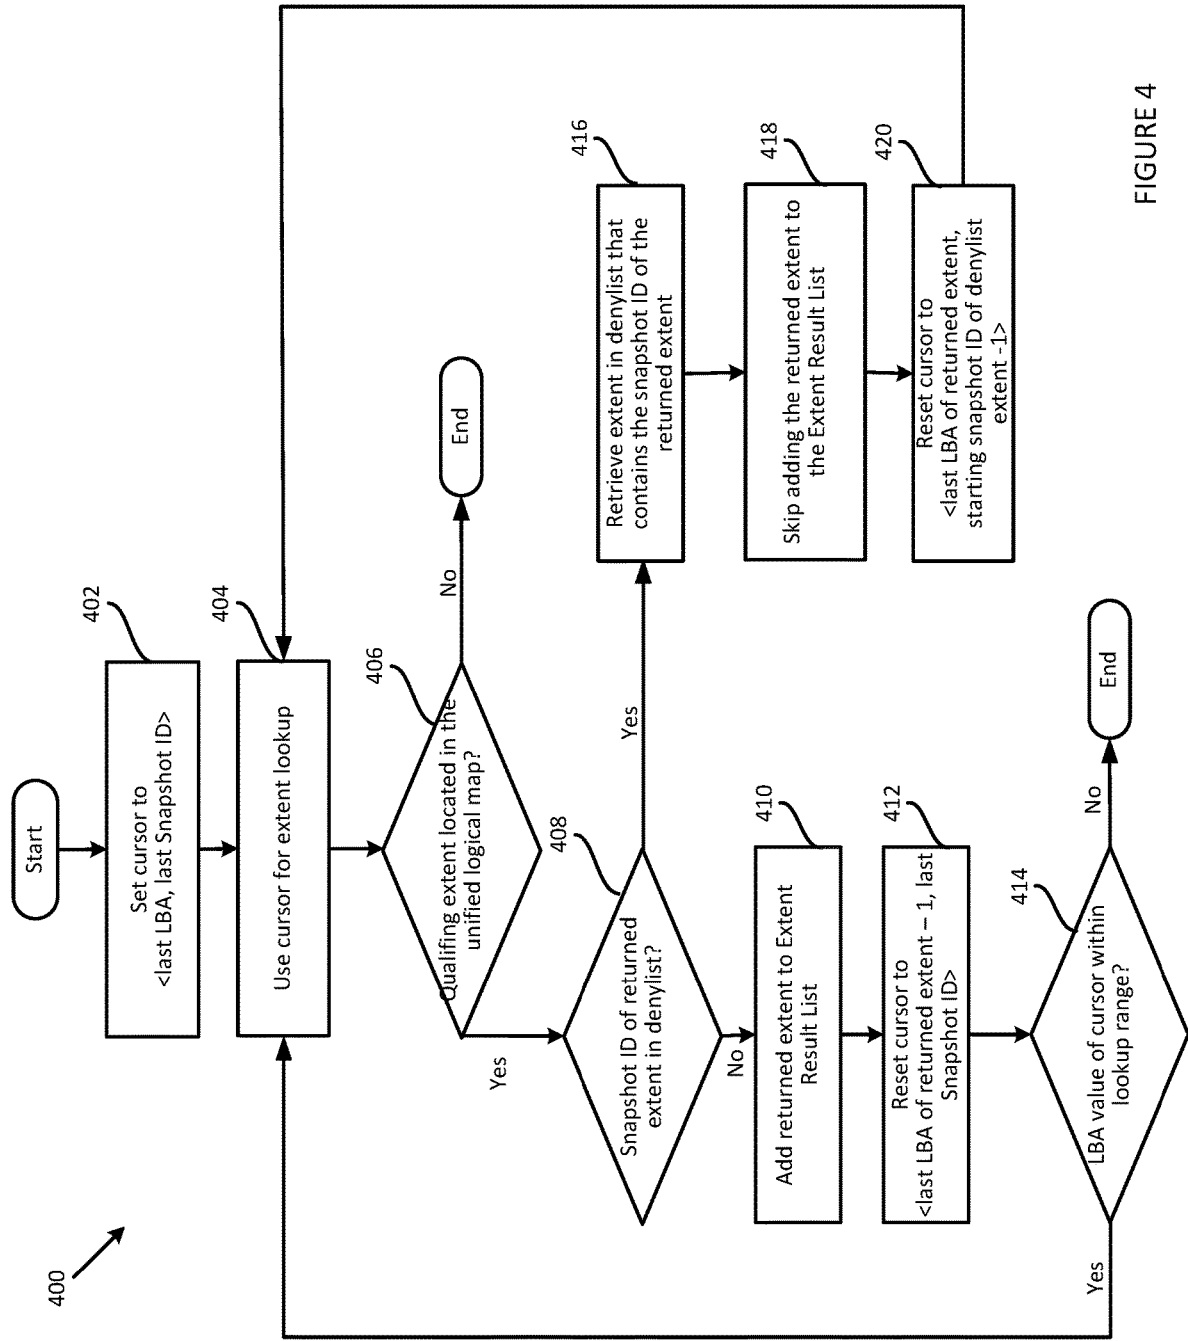 400
Start
402
Set cursor to
<last LBA, last Snapshot ID>
404
Use cursor for extent lookup
406
Qualifing extent located in the
unified logical map?
No
End
Yes
408
Snapshot ID of returned
extent in denylist?
Yes
No
410
Add returned extent to Extent
Result List
412
Reset cursor to
<last LBA of returned extent – 1, last
Snapshot ID>
414
LBA value of cursor within
lookup range?
No
End
Yes
416
Retrieve extent in denylist that
contains the snapshot ID of the
returned extent
418
Skip adding the returned extent to
the Extent Result List
420
Reset cursor to
<last LBA of returned extent,
starting snapshot ID of denylist
extent -1>
FIGURE 4